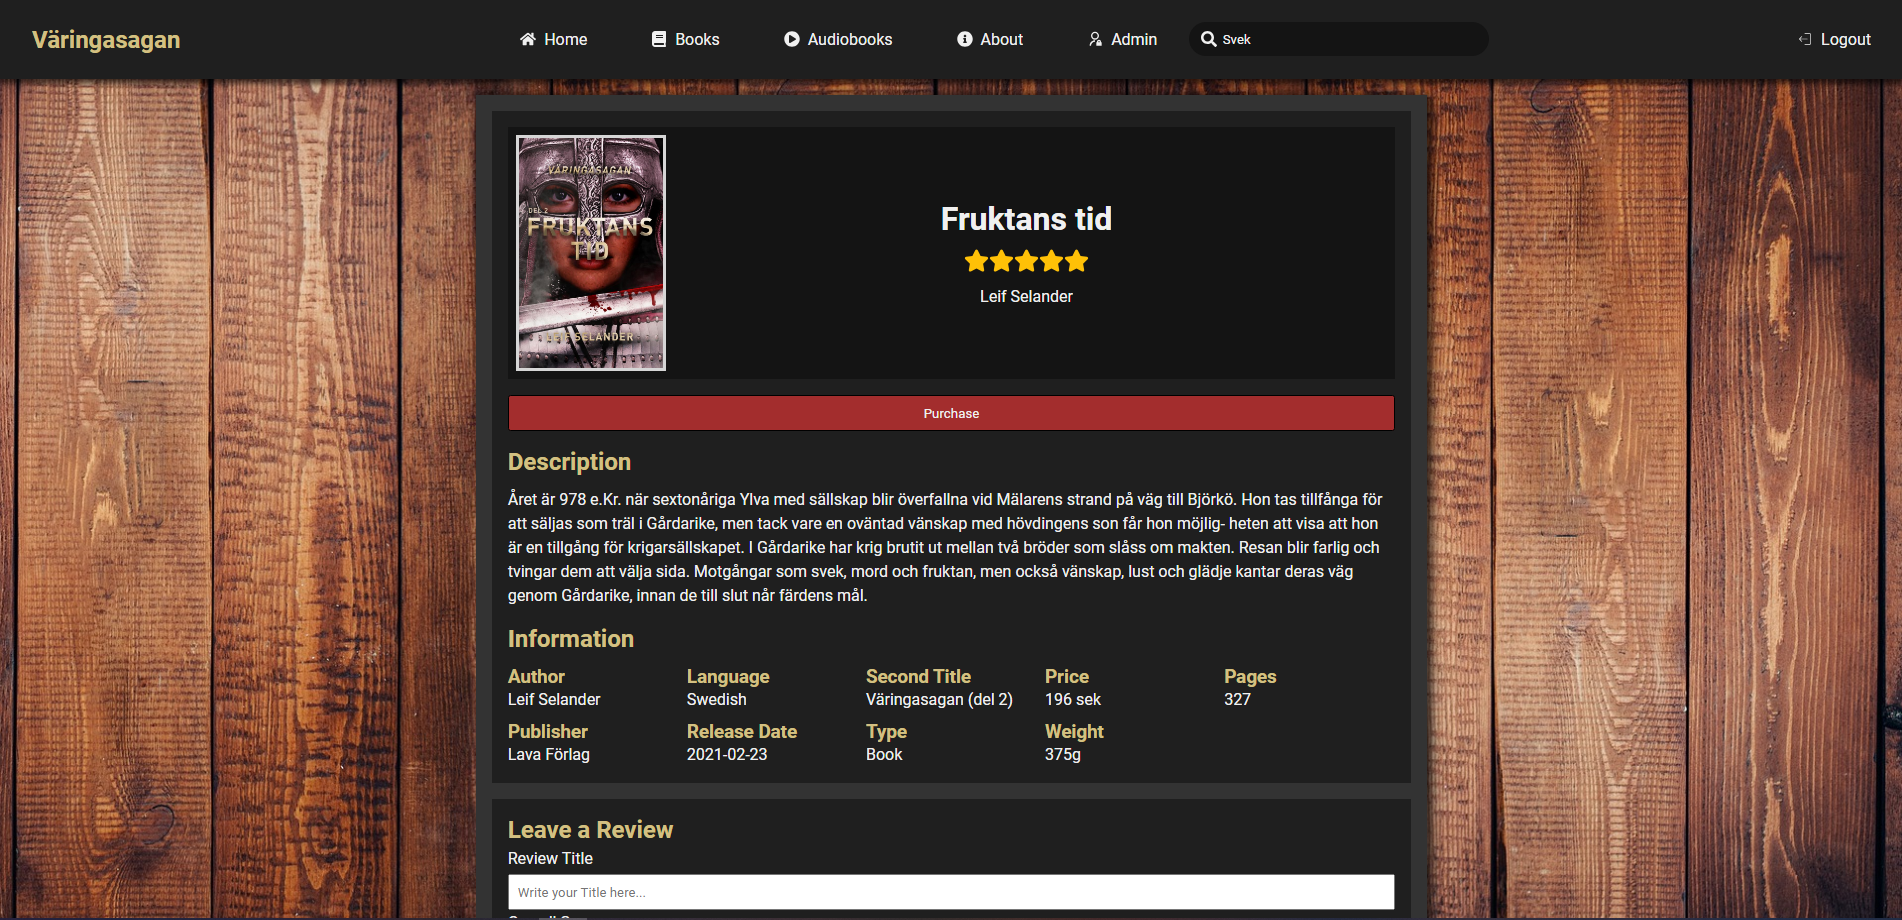 Väringasagan
Home
Books
Audiobooks
About
Admin
Svek
Logout
VÄRINGASAGAN
DEL 2
FRUKTANS
TID
LEIF SELANDER
Fruktans tid
Leif Selander
Purchase
Description
Året är 978 e.Kr. när sextonåriga Ylva med sällskap blir överfallna vid Mälarens strand på väg till Björkö. Hon tas tillfånga för
att säljas som träl i Gårdarike, men tack vare en oväntad vänskap med hövdingens son får hon möjlig- heten att visa att hon
är en tillgång för krigarsällskapet. I Gårdarike har krig brutit ut mellan två bröder som slåss om makten. Resan blir farlig och
tvingar dem att välja sida. Motgångar som svek, mord och fruktan, men också vänskap, lust och glädje kantar deras väg
genom Gårdarike, innan de till slut når färdens mål.
Information
Author
Leif Selander
Language
Swedish
Second Title
Väringasagan (del 2)
Price
196 sek
Pages
327
Publisher
Lava Förlag
Release Date
2021-02-23
Type
Book
Weight
375g
Leave a Review
Review Title
Write your Title here...